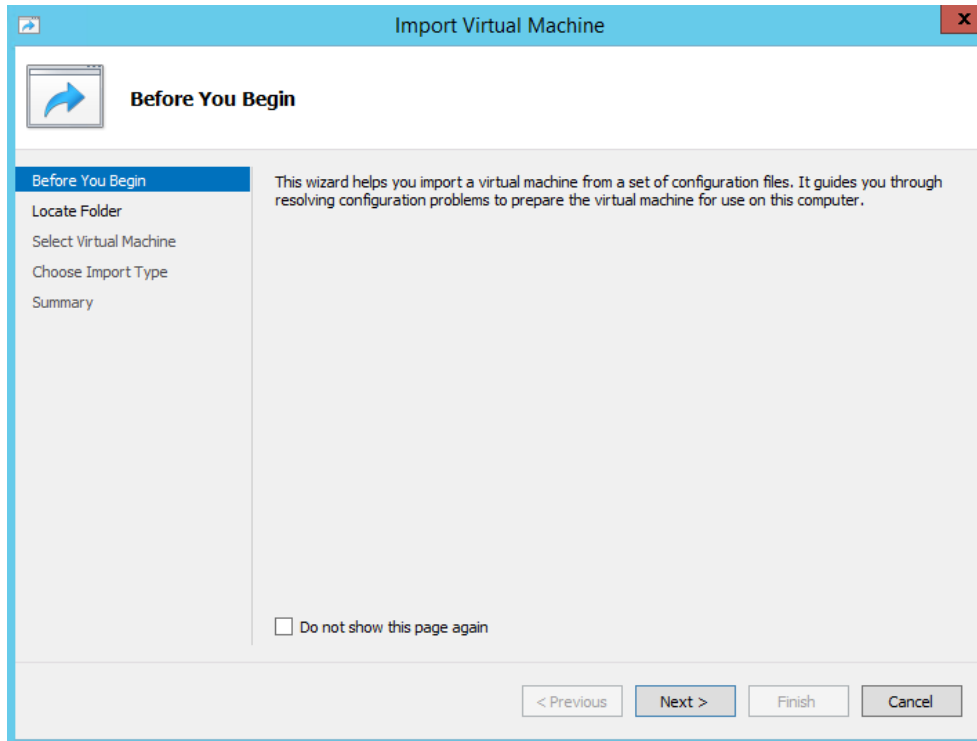 Import Virtual Machine
x
Before You Begin
Before You Begin
Locate Folder
Select Virtual Machine
Choose Import Type
Summary
This wizard helps you import a virtual machine from a set of configuration files. It guides you through
resolving configuration problems to prepare the virtual machine for use on this computer.
Do not show this page again
< Previous
Next >
Finish
Cancel